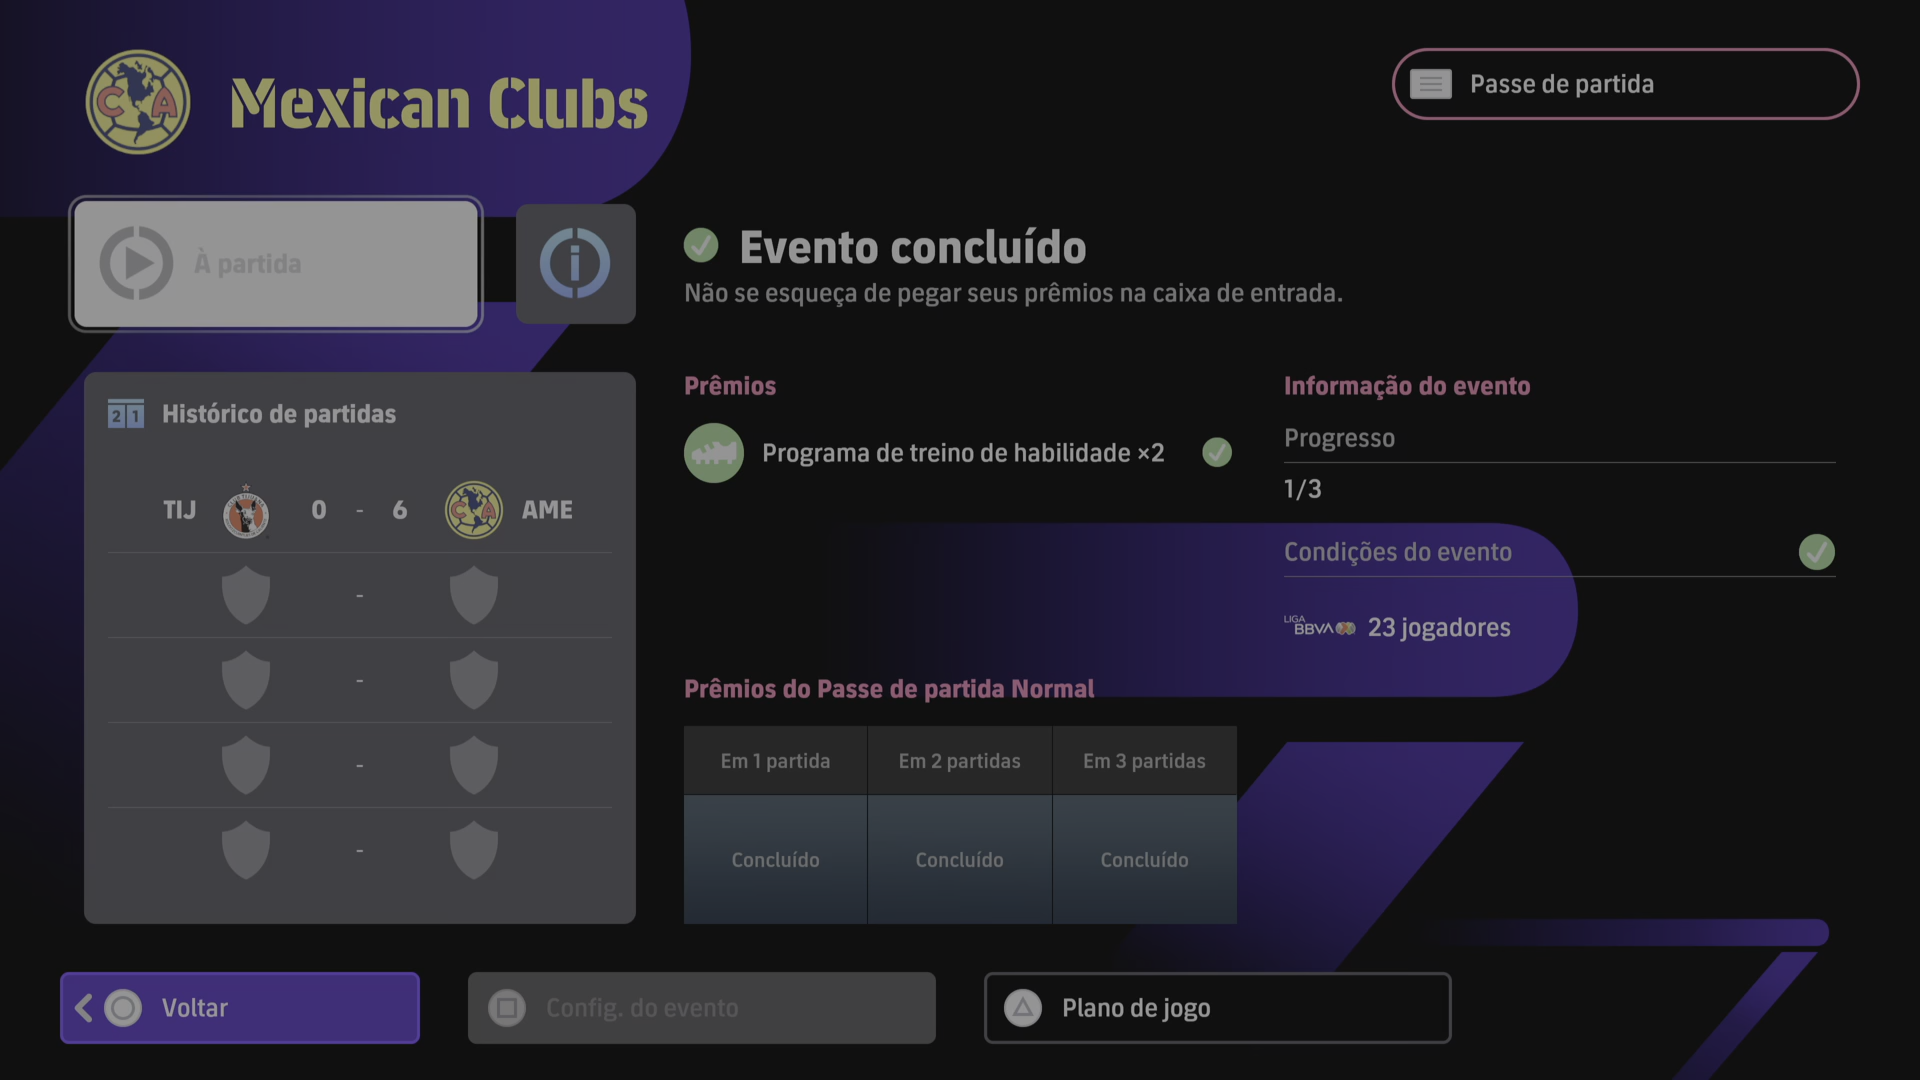 Mexican Clubs
Passe de partida
À partida
Evento concluído
Não se esqueça de pegar seus prêmios na caixa de entrada.
Histórico de partidas
TIJ 0 - 6 AME
-
-
-
-
Prêmios
Programa de treino de habilidade ×2
Informação do evento
Progresso
1/3
Condições do evento
LIGA BBVA 23 jogadores
Prêmios do Passe de partida Normal
Em 1 partida Em 2 partidas Em 3 partidas
Concluído Concluído Concluído
Voltar
Config. do evento
Plano de jogo